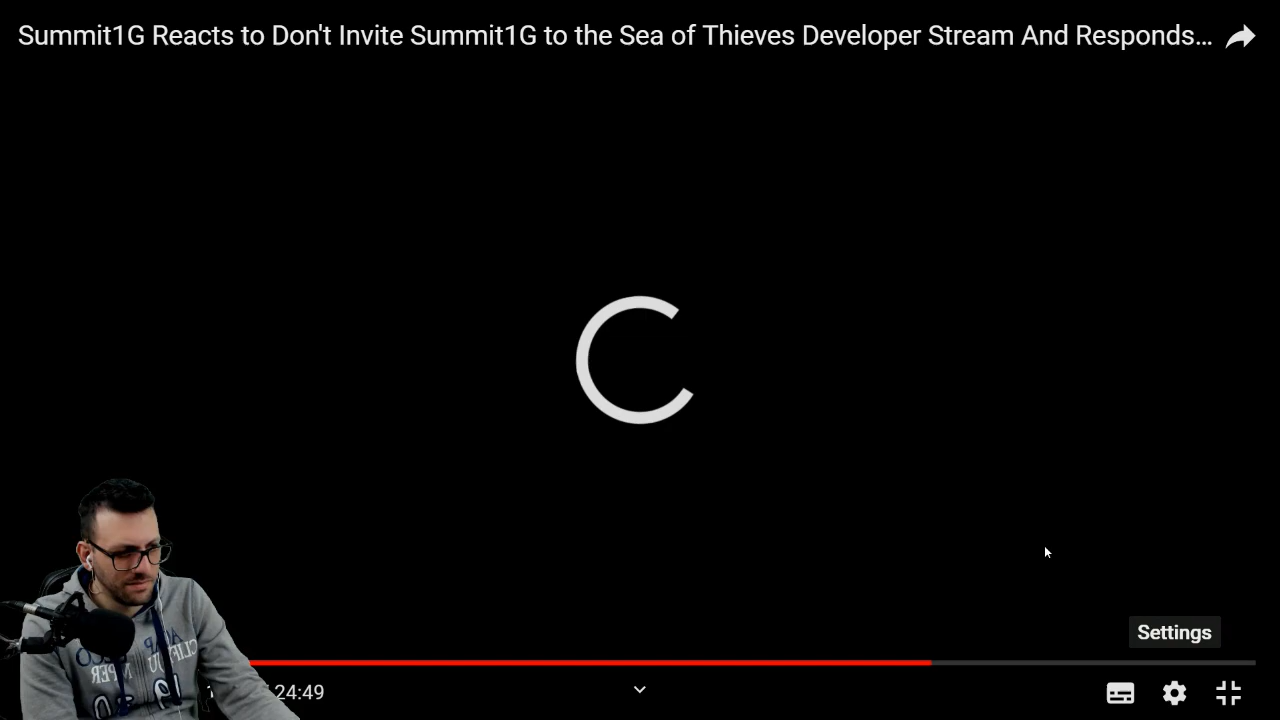 Summit1G Reacts to Don't Invite Summit1G to the Sea of Thieves Developer Stream And Responds...
Settings
24:49